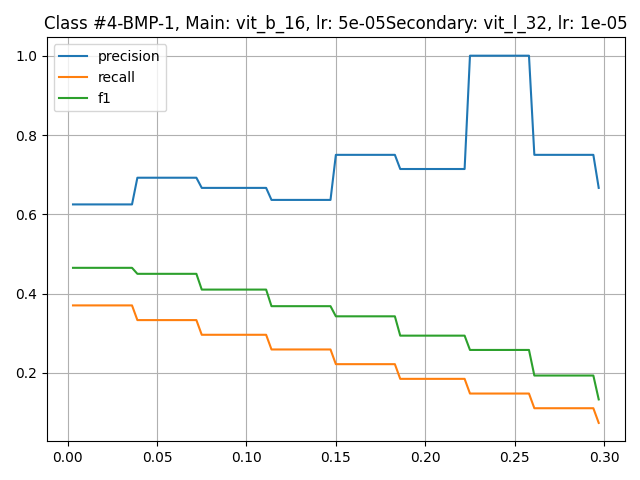 Class #4-BMP-1, Main: vit_b_16, lr: 5e-05Secondary: vit_l_32, lr: 1e-05
precision
recall
f1
1.0
0.8
0.6
0.4
0.2
0.00 0.05 0.10 0.15 0.20 0.25 0.30